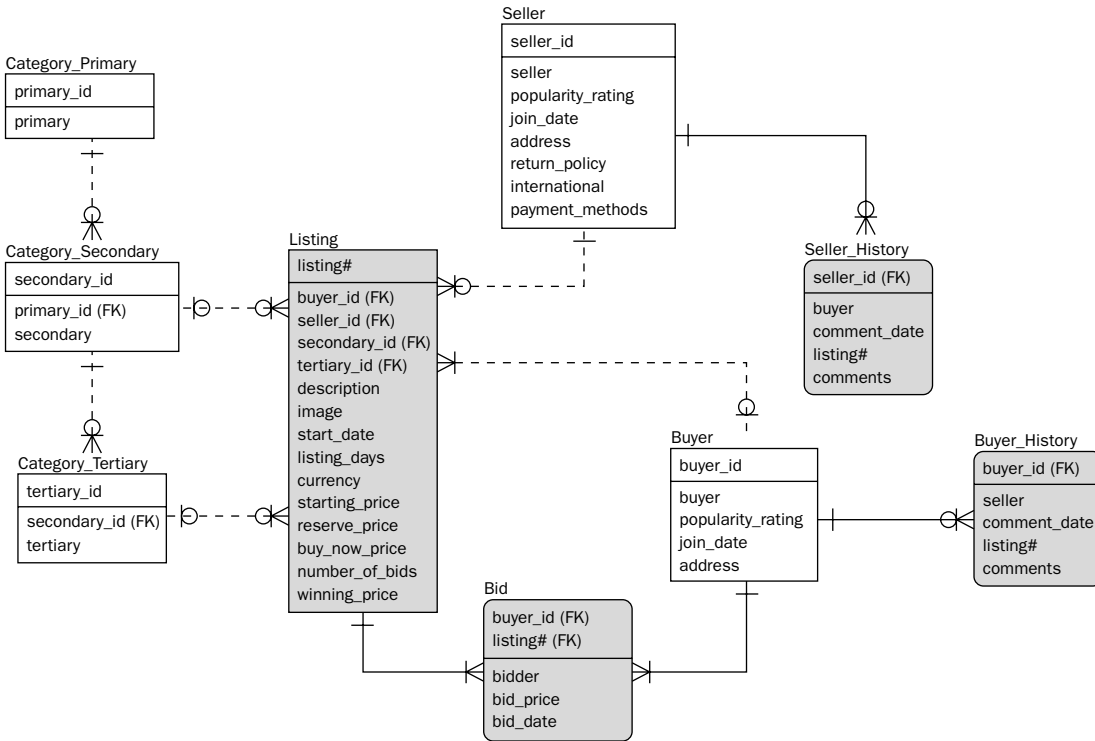 Seller
seller_id
seller
popularity_rating
join_date
address
return_policy
international
payment_methods
Category_Primary
primary_id
primary
Category_Secondary
secondary_id
primary_id (FK)
secondary
Category_Tertiary
tertiary_id
secondary_id (FK)
tertiary
Listing
listing#
buyer_id (FK)
seller_id (FK)
secondary_id (FK)
tertiary_id (FK)
description
image
start_date
listing_days
currency
starting_price
reserve_price
buy_now_price
number_of_bids
winning_price
Seller_History
seller_id (FK)
buyer
comment_date
listing#
comments
Buyer
buyer_id
buyer
popularity_rating
join_date
address
Buyer_History
buyer_id (FK)
seller
comment_date
listing#
comments
Bid
buyer_id (FK)
listing# (FK)
bidder
bid_price
bid_date